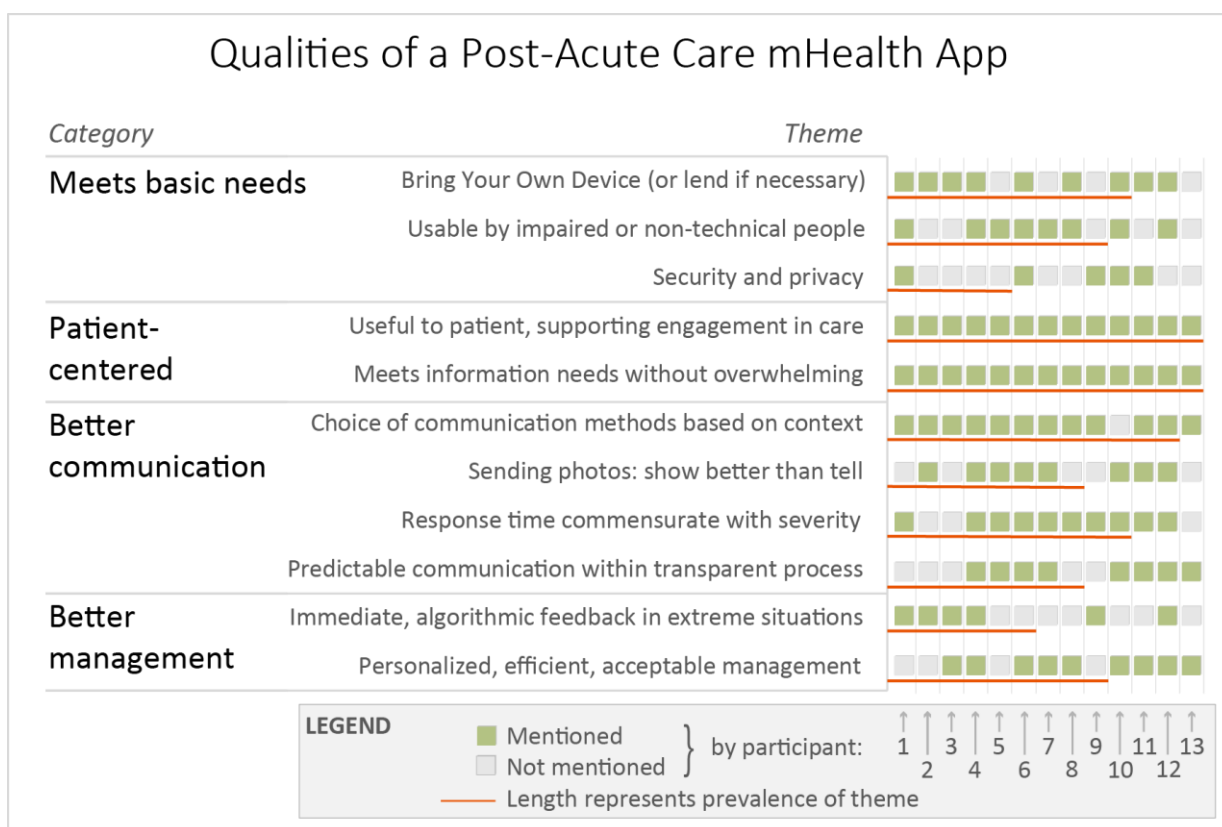 Qualities of a Post-Acute Care mHealth App
Category
Theme
Meets basic needs
Bring Your Own Device (or lend if necessary)
Usable by impaired or non-technical people
Security and privacy
Patient-
centered
Useful to patient, supporting engagement in care
Meets information needs without overwhelming
Better
communication
Choice of communication methods based on context
Sending photos: show better than tell
Response time commensurate with severity
Predictable communication within transparent process
Better
management
Immediate, algorithmic feedback in extreme situations
Personalized, efficient, acceptable management
LEGEND
Mentioned
Not mentioned
} by participant:
1 3 5 7 9 11 13
2 4 6 8 10 12
Length represents prevalence of theme